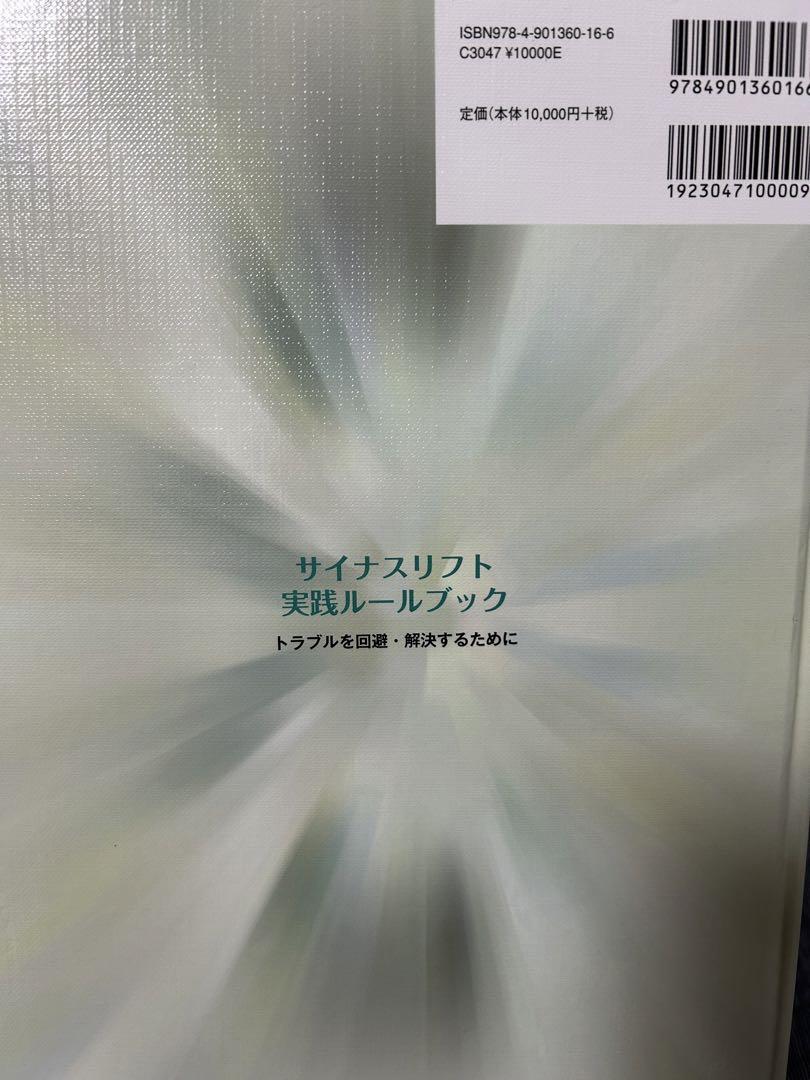 ISBN978-4-901360-16-6
C3047 ¥10000E
9784901360166
定価(本体10,000円+税)
1923047100009
サイナスリフト
実践ルールブック
トラブルを回避・解決するために